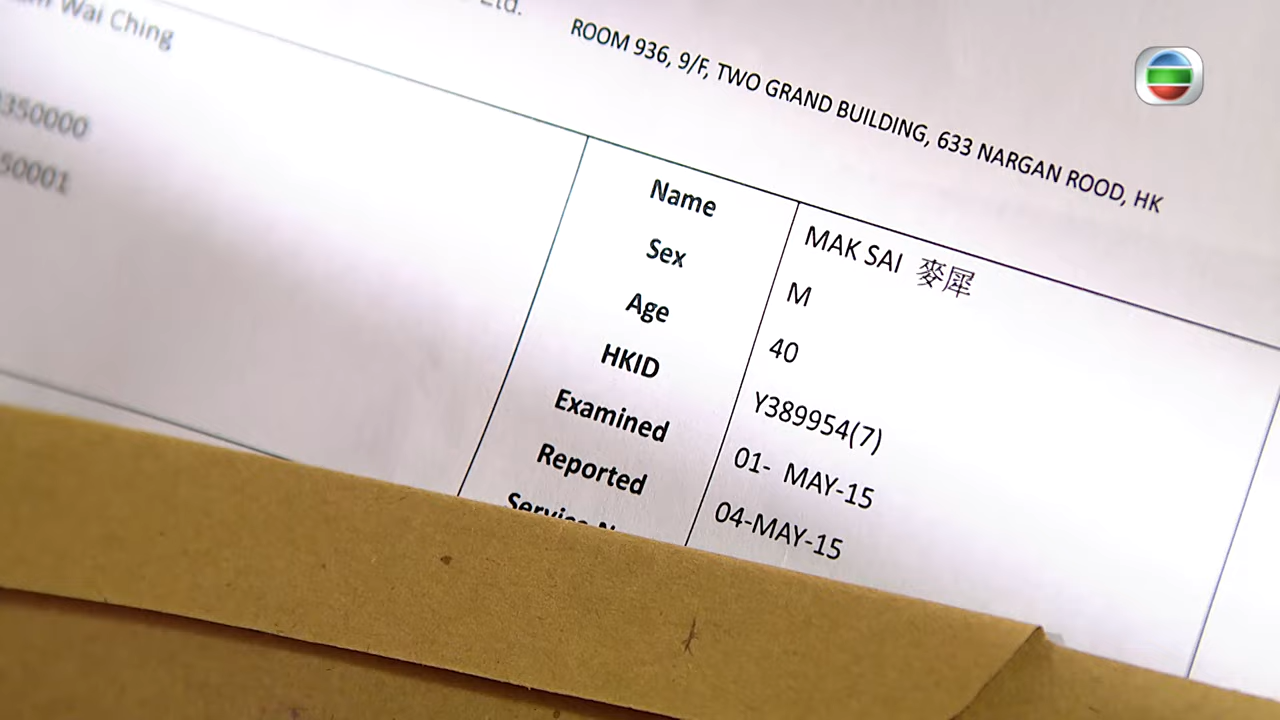 Ltd.
ROOM 936, 9/F, TWO GRAND BUILDING, 633 NARGAN ROOD, HK
Wai Ching
350000
50001
Name MAK SAI 麥犀
Sex M
Age 40
HKID Y389954(7)
Examined 01- MAY-15
Reported 04-MAY-15